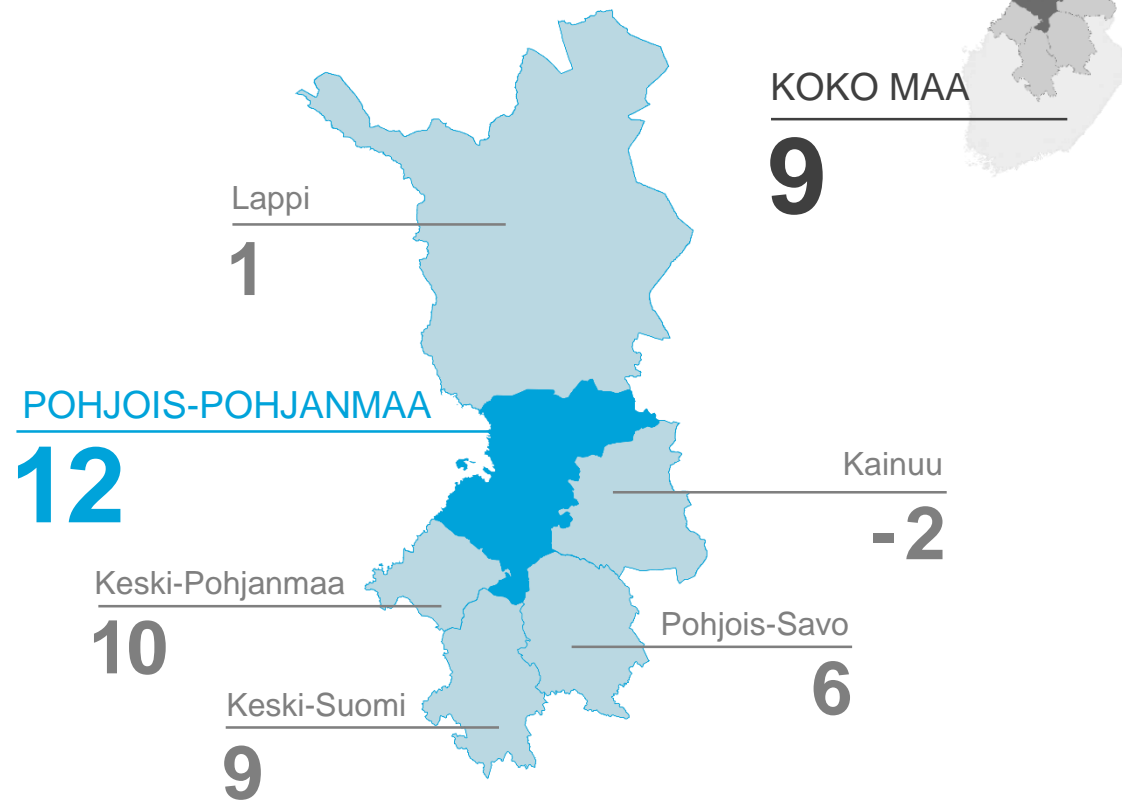 KOKO MAA
9
Lappi
1
POHJOIS-POHJANMAA
12
Kainuu
-2
Keski-Pohjanmaa
10
Pohjois-Savo
6
Keski-Suomi
9